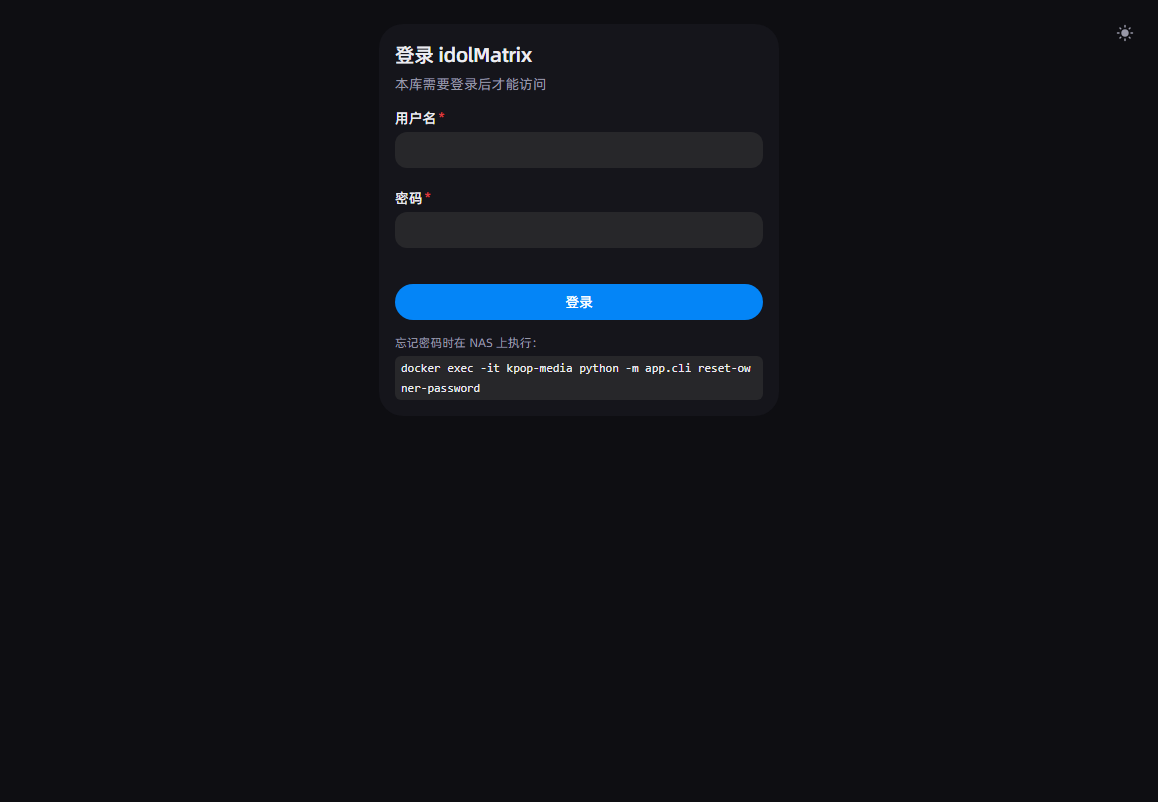 登录 idolMatrix
本库需要登录后才能访问
用户名*
密码*
登录
忘记密码时在 NAS 上执行：
docker exec -it kpop-media python -m app.cli reset-ow
ner-password